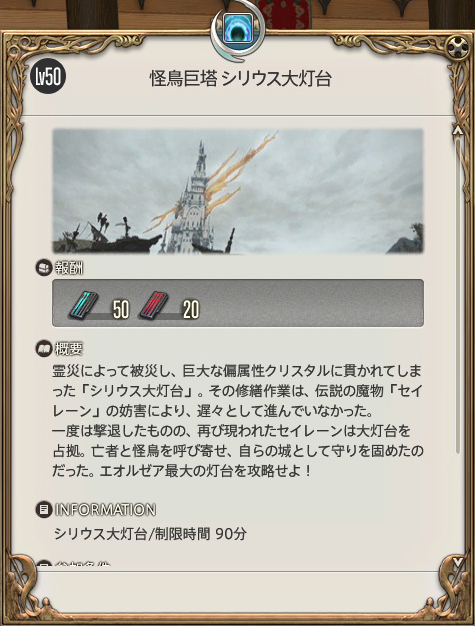 Lv50
怪鳥巨塔 シリウス大灯台
報酬
50 20
概要
霊災によって被災し、巨大な偏属性クリスタルに貫かれてしま
った「シリウス大灯台」。その修繕作業は、伝説の魔物「セイ
レーン」の妨害により、遅々として進んでいなかった。
一度は撃退したものの、再び現われたセイレーンは大灯台を
占拠。亡者と怪鳥を呼び寄せ、自らの城として守りを固めたの
だった。エオルゼア最大の灯台を攻略せよ！
INFORMATION
シリウス大灯台/制限時間 90分